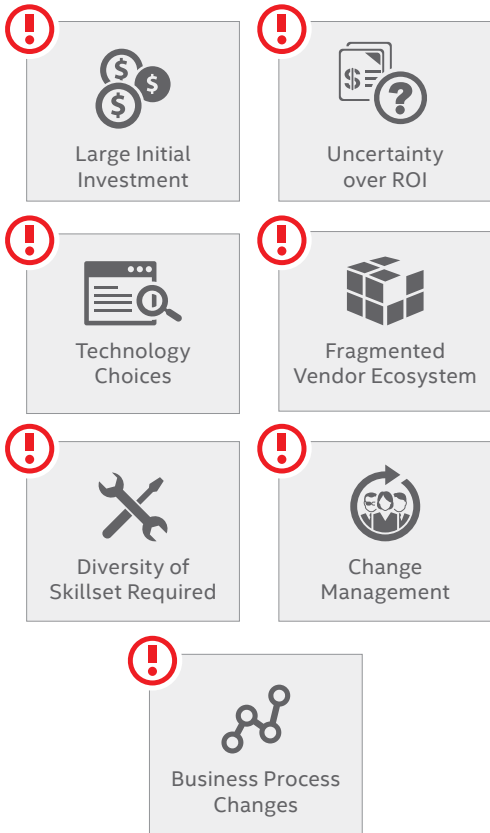 Large Initial
Investment
Uncertainty
over ROI
Technology
Choices
Fragmented
Vendor Ecosystem
Diversity of
Skillset Required
Change
Management
Business Process
Changes